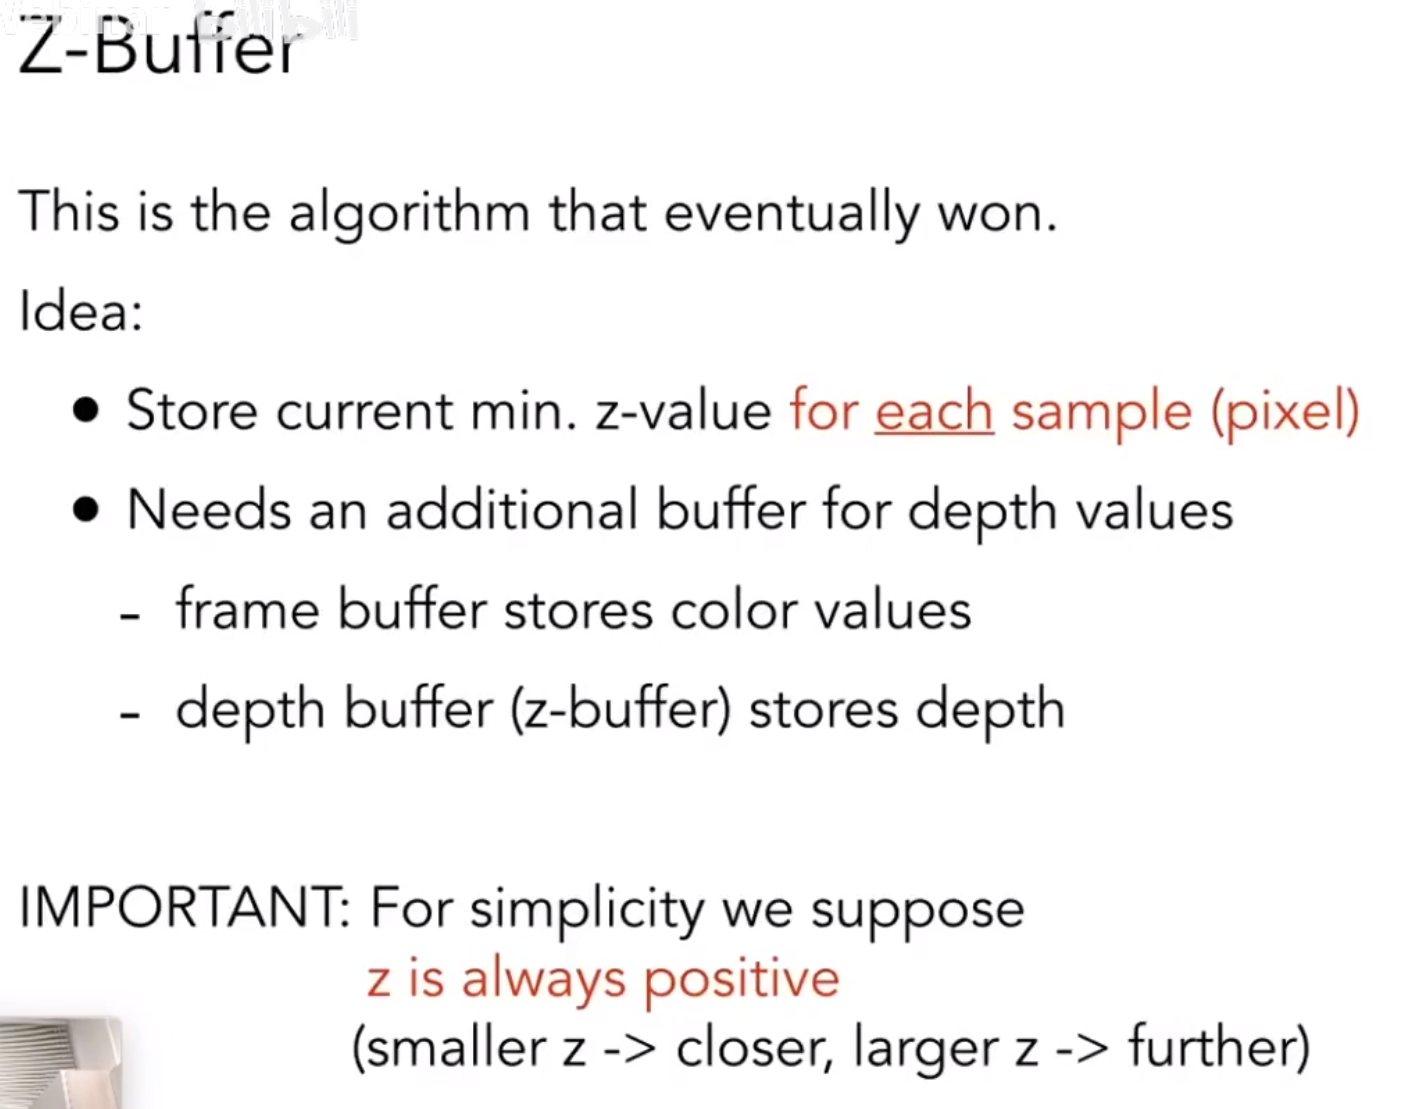 Z-Buffer
This is the algorithm that eventually won.
Idea:
● Store current min. z-value for each sample (pixel)
● Needs an additional buffer for depth values
- frame buffer stores color values
- depth buffer (z-buffer) stores depth
IMPORTANT: For simplicity we suppose
z is always positive
(smaller z -> closer, larger z -> further)